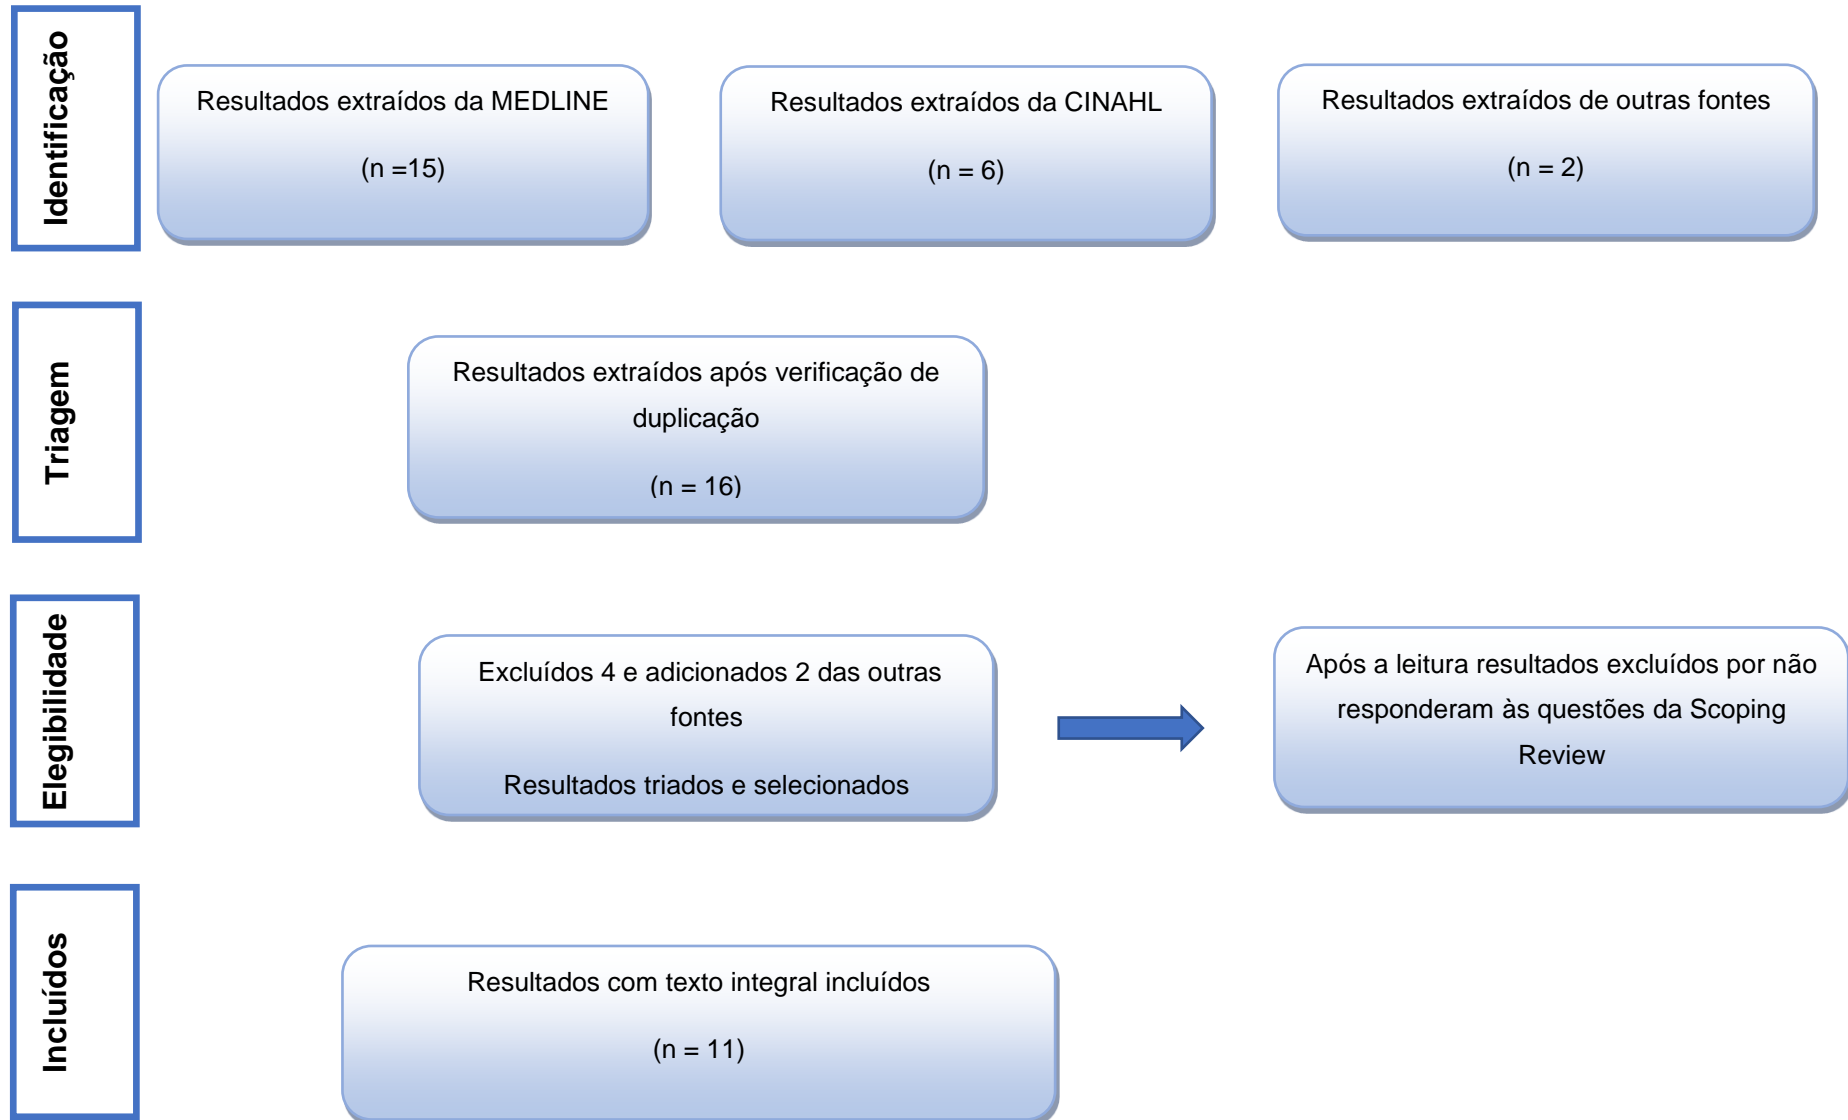 Identificação
Resultados extraídos da MEDLINE
(n =15)
Resultados extraídos da CINAHL
(n = 6)
Resultados extraídos de outras fontes
(n = 2)
Triagem
Resultados extraídos após verificação de
duplicação
(n = 16)
Elegibilidade
Excluídos 4 e adicionados 2 das outras
fontes
Resultados triados e selecionados
Após a leitura resultados excluídos por não
responderam às questões da Scoping
Review
Incluídos
Resultados com texto integral incluídos
(n = 11)